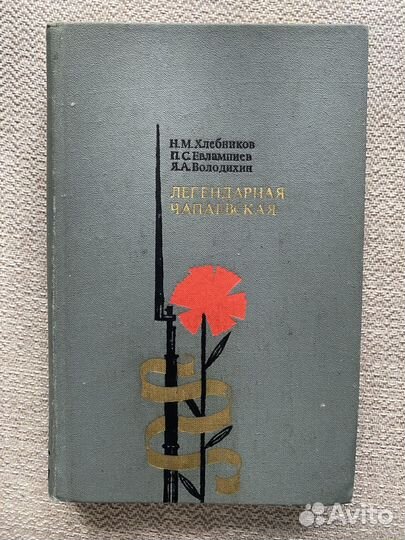 Н.М.Хлебников
П.С.Евлампиев
Я.А.Володихин
ЛЕГЕНДАРНАЯ
ЧАПАЕВСКАЯ
Avito